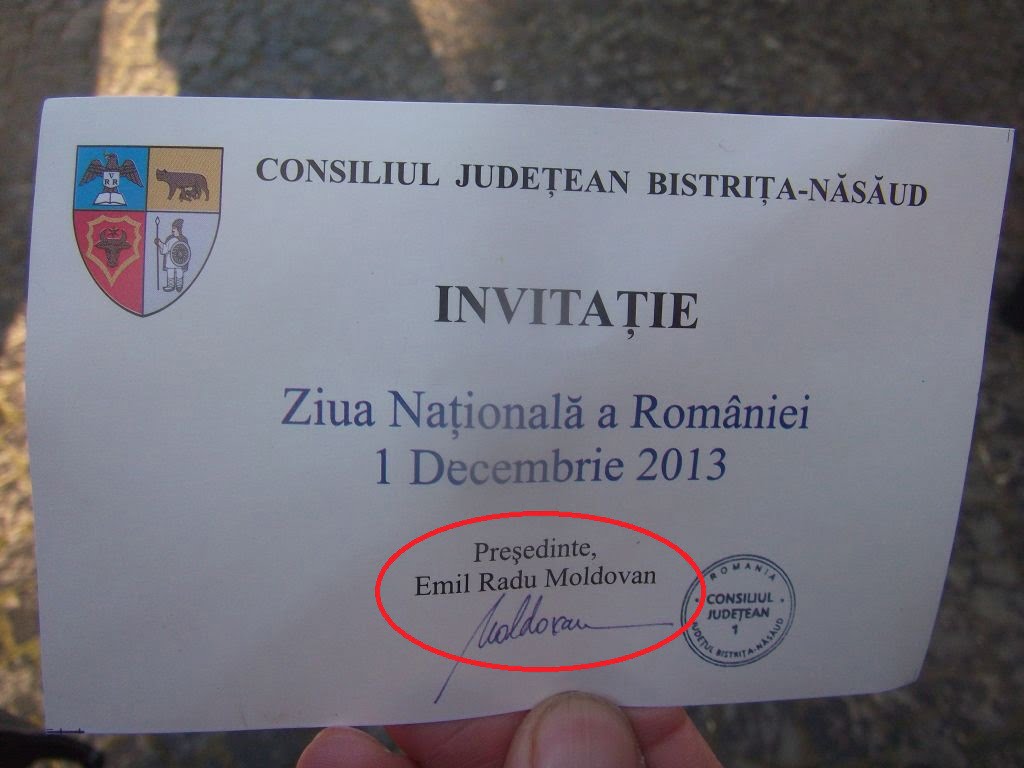 CONSILIUL JUDEȚEAN BISTRIȚA-NĂSĂUD
V
R R
INVITAȚIE
Ziua Națională a României
1 Decembrie 2013
Preşedinte,
Emil Radu Moldovan
Moldovan
ROMANIA
CONSILIUL
JUDEȚEAN
1
JUDEȚUL BISTRIȚA-NĂSĂUD